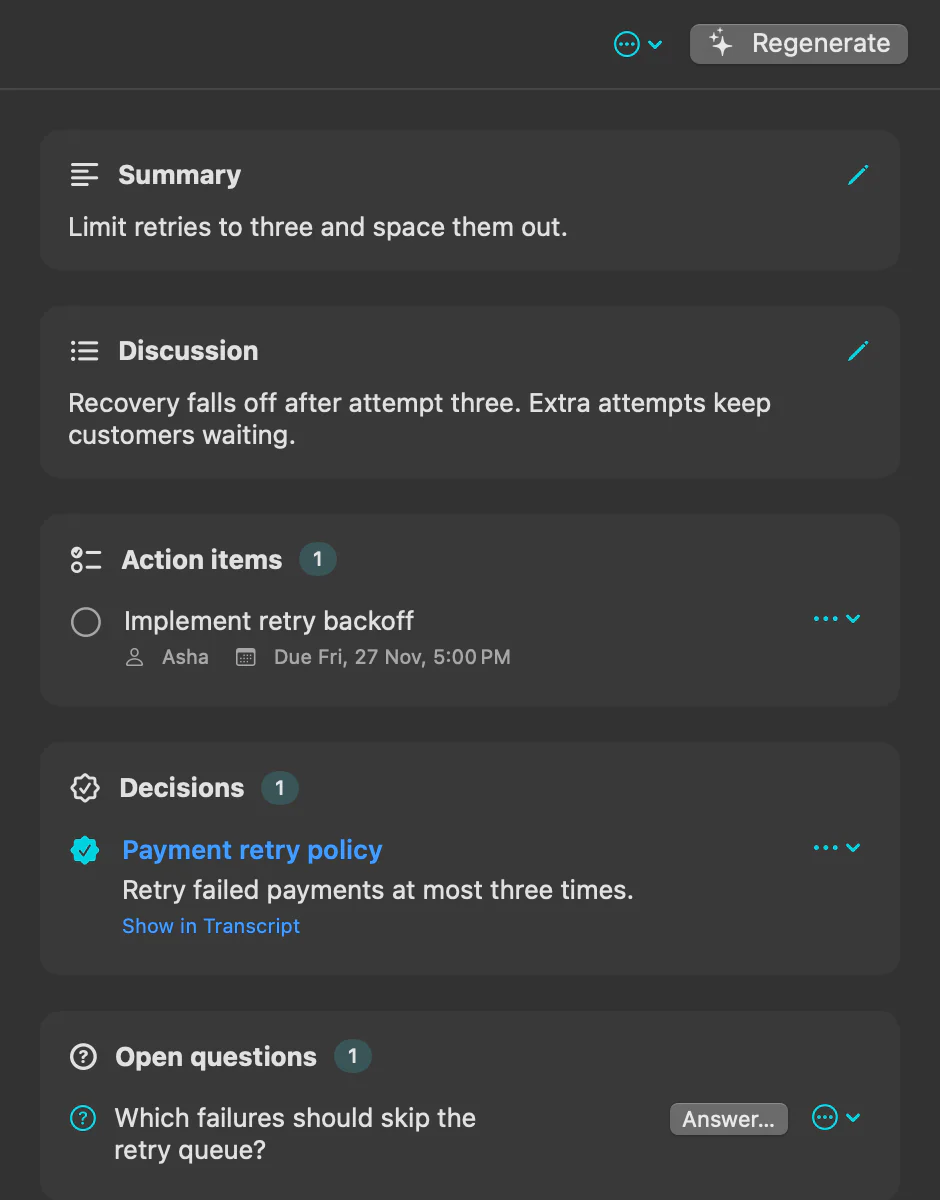 Regenerate
Summary
Limit retries to three and space them out.
Discussion
Recovery falls off after attempt three. Extra attempts keep
customers waiting.
Action items 1
Implement retry backoff
Asha Due Fri, 27 Nov, 5:00 PM
Decisions 1
Payment retry policy
Retry failed payments at most three times.
Show in Transcript
Open questions 1
Which failures should skip the
retry queue?
Answer...